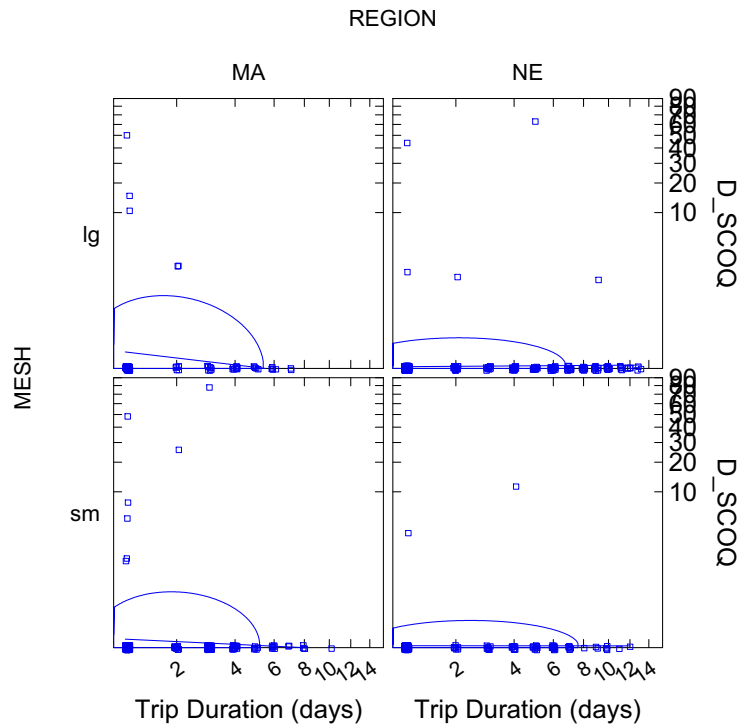 REGION
MA NE
90
80
70
60
50
40
30
20
10
D_SCOQ
lg
MESH
90
80
70
60
50
40
30
20
10
D_SCOQ
sm
2 4 6 8 10 12 14 2 4 6 8 10 12 14
Trip Duration (days) Trip Duration (days)